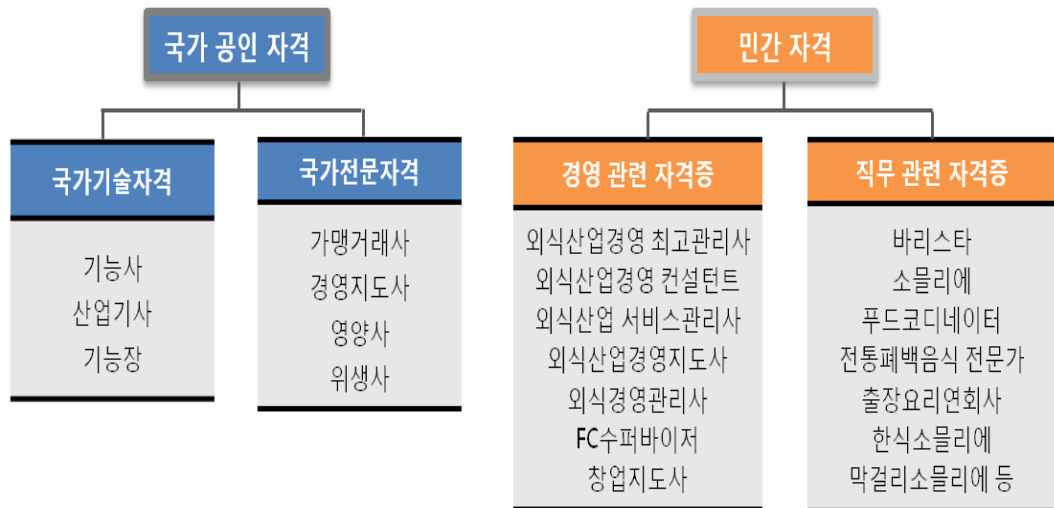 국가 공인 자격
국가기술자격
기능사
산업기사
기능장
국가전문자격
가맹거래사
경영지도사
영양사
위생사
민간 자격
경영 관련 자격증
외식산업경영 최고관리사
외식산업경영 컨설턴트
외식산업 서비스관리사
외식산업경영지도사
외식경영관리사
FC수퍼바이저
창업지도사
직무 관련 자격증
바리스타
소믈리에
푸드코디네이터
전통폐백음식 전문가
출장요리연회사
한식소믈리에
막걸리소믈리에 등